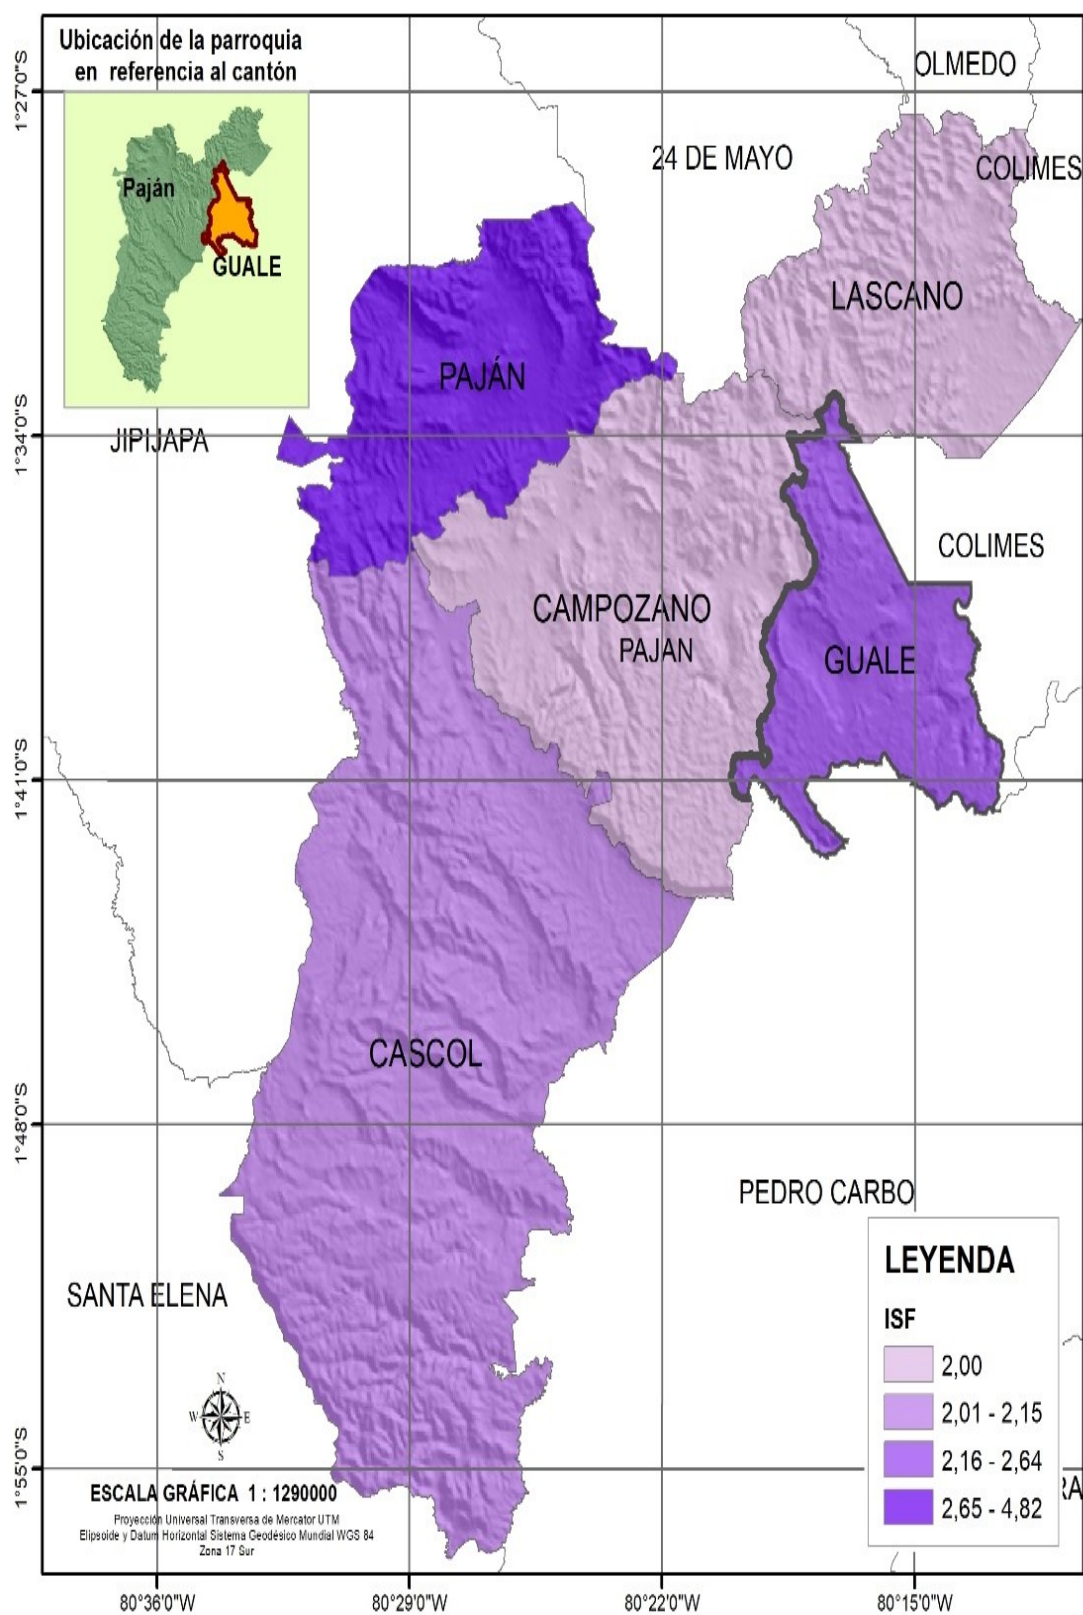 Ubicación de la parroquia
en referencia al cantón
Paján
GUALE
OLMEDO
24 DE MAYO
COLIMES
LASCANO
PAJÁN
JIPIJAPA
COLIMES
CAMPOZANO
PAJAN
GUALE
CASCOL
PEDRO CARBO
SANTA ELENA
LEYENDA
ISF
2,00
2,01 - 2,15
2,16 - 2,64
2,65 - 4,82
RA
N
W E
S
ESCALA GRÁFICA 1 : 1290000
Proyección Universal Transversa de Mercator UTM
Elipsoide y Datum Horizontal Sistema Geodésico Mundial WGS 84
Zona 17 Sur
1°27'0"S
1°34'0"S
1°41'0"S
1°48'0"S
1°55'0"S
80°36'0"W
80°29'0"W
80°22'0"W
80°15'0"W